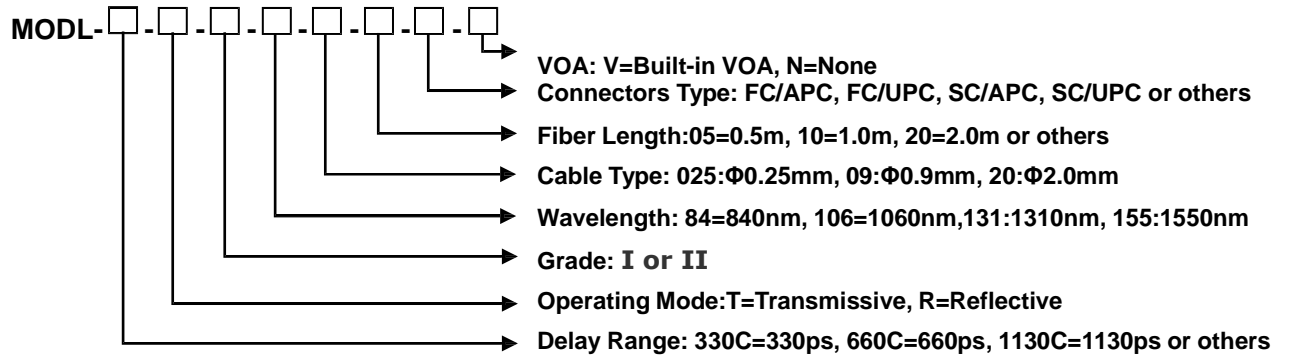 MODL-□-□-□-□-□-□-□-□
VOA: V=Built-in VOA, N=None
Connectors Type: FC/APC, FC/UPC, SC/APC, SC/UPC or others
Fiber Length:05=0.5m, 10=1.0m, 20=2.0m or others
Cable Type: 025:Φ0.25mm, 09:Φ0.9mm, 20:Φ2.0mm
Wavelength: 84=840nm, 106=1060nm,131:1310nm, 155:1550nm
Grade: I or II
Operating Mode:T=Transmissive, R=Reflective
Delay Range: 330C=330ps, 660C=660ps, 1130C=1130ps or others